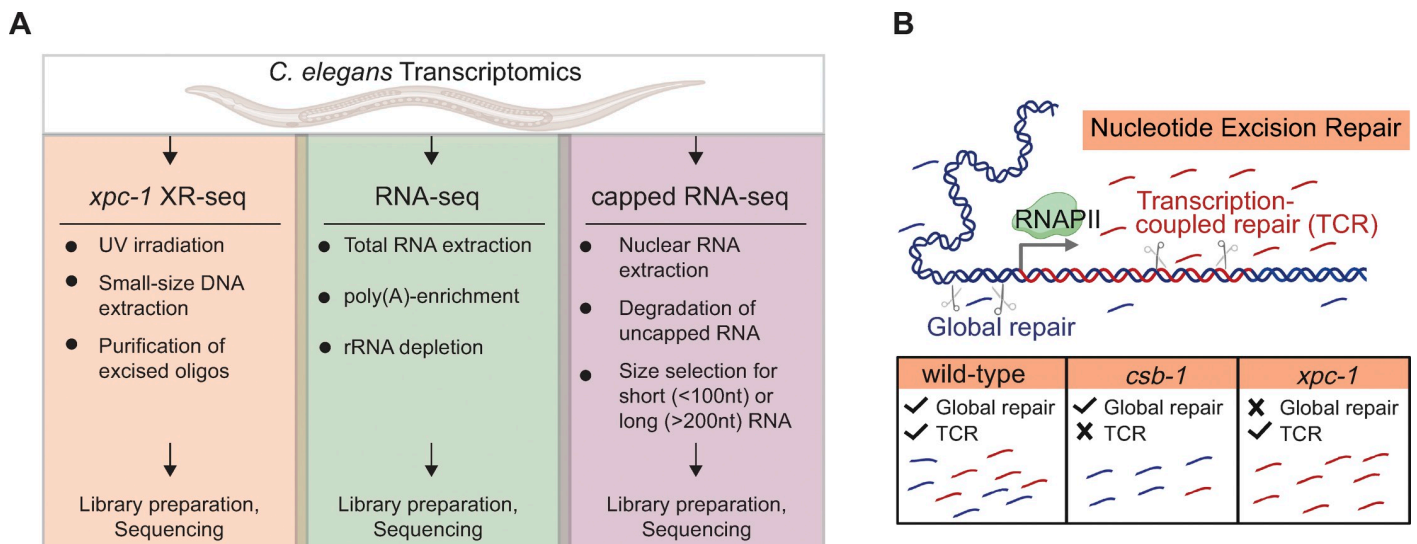 A
C. elegans Transcriptomics
xpc-1 XR-seq
UV irradiation
Small-size DNA
extraction
Purification of
excised oligos
Library preparation,
Sequencing
RNA-seq
Total RNA extraction
poly(A)-enrichment
rRNA depletion
Library preparation,
Sequencing
capped RNA-seq
Nuclear RNA
extraction
Degradation of
uncapped RNA
Size selection for
short (<100nt) or
long (>200nt) RNA
Library preparation,
Sequencing
B
Nucleotide Excision Repair
RNAPII
Transcription-
coupled repair (TCR)
Global repair
wild-type
Global repair
TCR
csb-1
Global repair
TCR
xpc-1
Global repair
TCR